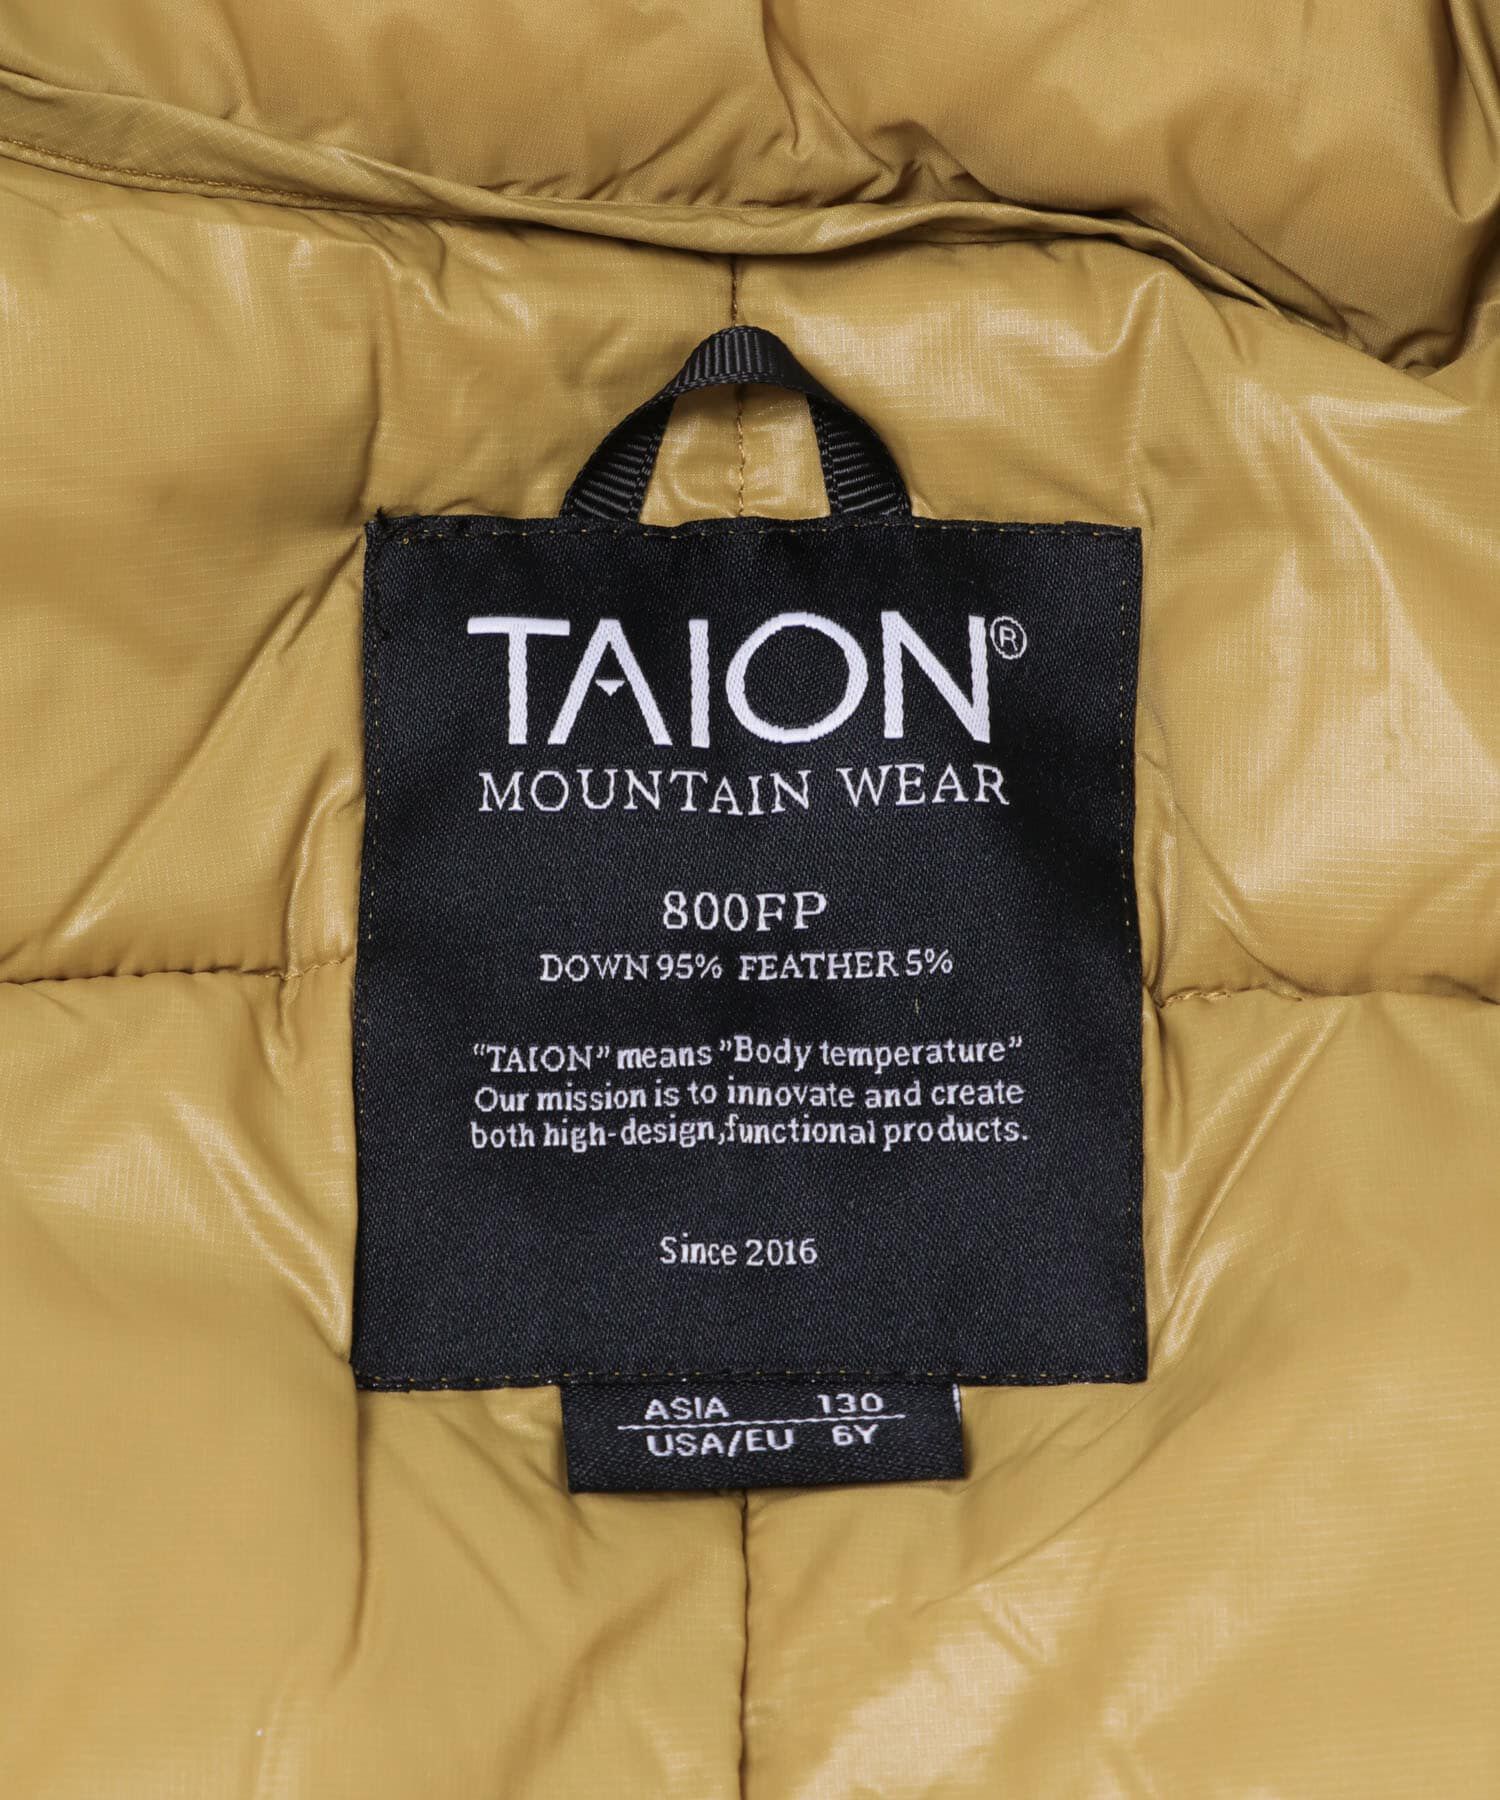 TAION®
MOUNTAIN WEAR
800FP
DOWN 95% FEATHER 5%
“TAION” means ”Body temperature”
Our mission is to innovate and create
both high-design,functional products.
Since 2016
ASIA 130
USA/EU 6Y